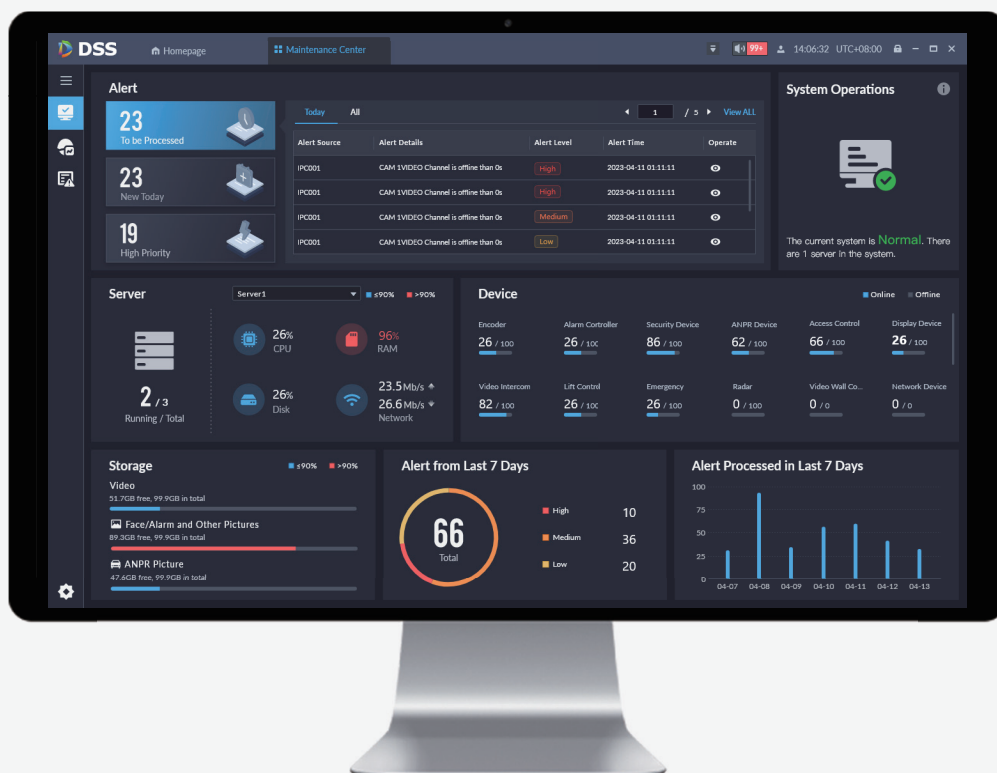 DSS
Homepage
Maintenance Center
99+
14:06:32 UTC+08:00
Alert
23
To be Processed
23
New Today
19
High Priority
Today All
1 / 5 View ALL
Alert Source Alert Details Alert Level Alert Time Operate
IPC001 CAM 1VIDEO Channel is offline than 0s High 2023-04-11 01:11:11
IPC001 CAM 1VIDEO Channel is offline than 0s High 2023-04-11 01:11:11
IPC001 CAM 1VIDEO Channel is offline than 0s Medium 2023-04-11 01:11:11
IPC001 CAM 1VIDEO Channel is offline than 0s Low 2023-04-11 01:11:11
System Operations
The current system is Normal. There
are 1 server in the system.
Server
Server1
≤90% >90%
2 / 3
Running / Total
26%
CPU
96%
RAM
26%
Disk
23.5Mb/s
26.6Mb/s
Network
Device
Online Offline
Encoder Alarm Controller Security Device ANPR Device Access Control Display Device
26 / 100 26 / 100 86 / 100 62 / 100 66 / 100 26 / 100
Video Intercom Lift Control Emergency Radar Video Wall Co... Network Device
82 / 100 26 / 100 26 / 100 0 / 100 0 / 0 0 / 0
Storage
≤90% >90%
Video
51.7GB free, 99.9GB in total
Face/Alarm and Other Pictures
89.3GB free, 99.9GB in total
ANPR Picture
47.6GB free, 99.9GB in total
Alert from Last 7 Days
66
Total
High 10
Medium 36
Low 20
Alert Processed in Last 7 Days
100
75
50
25
0
04-07 04-08 04-09 04-10 04-11 04-12 04-13